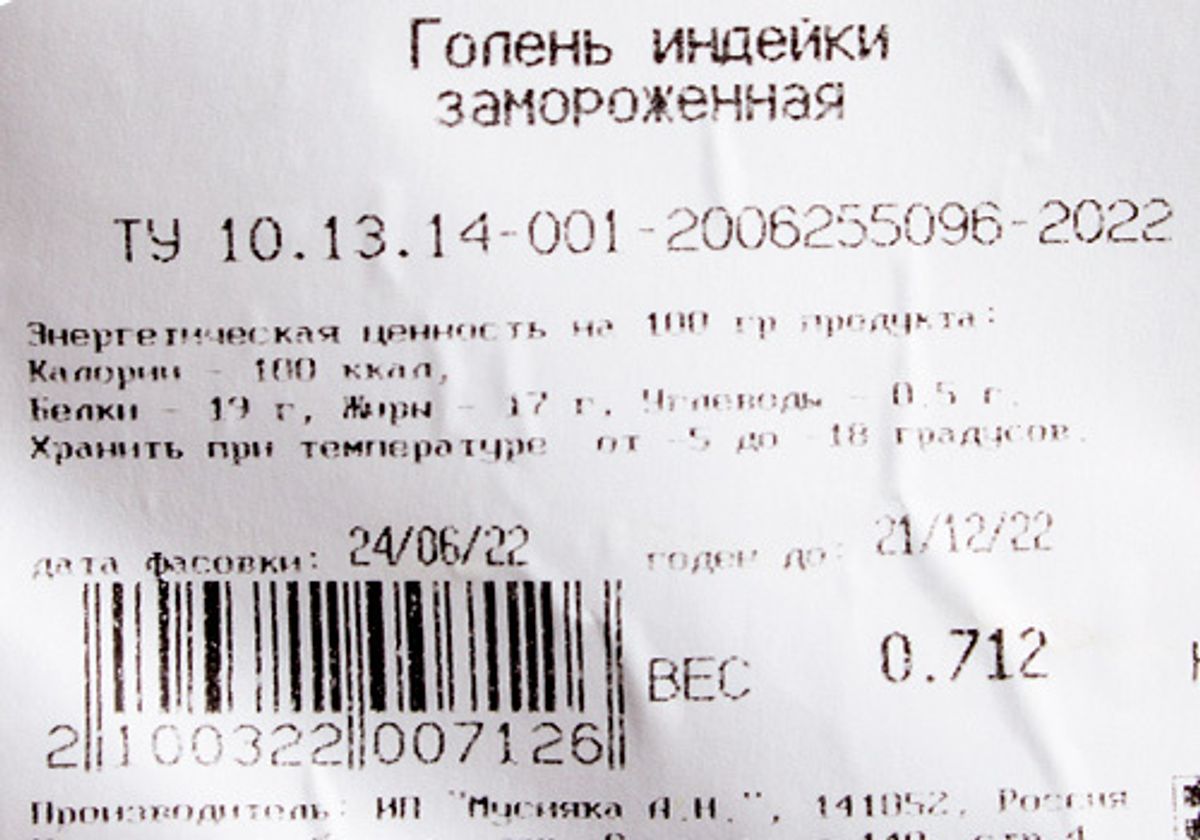 Голень индейки
замороженная
ТУ 10.13.14-001-2006255096-2022
Энергетическая ценность на 100 гр продукта:
Калории - 100 ккал,
Белки - 19 г, Жиры - 17 г, Углеводы - 0.5 г.
Хранить при температуре от -5 до -18 градусов.
дата фасовки: 24/06/22 годен до: 21/12/22
ВЕС 0.712
2 100322 007126
Производитель: ИП "Мусияка А.Н.", 141052, Россия